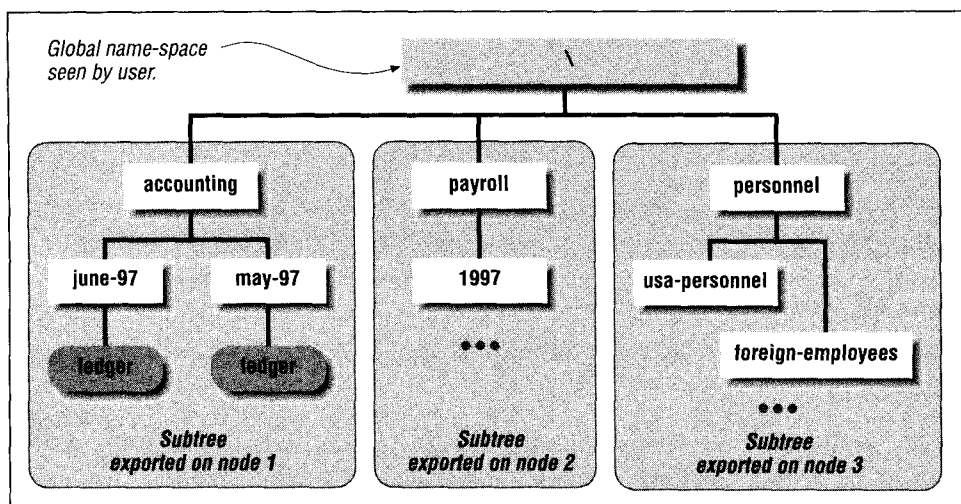 Global name-space
seen by user.
\
accounting
payroll
personnel
june-97
may-97
1997
usa-personnel
ledger
ledger
•••
foreign-employees
•••
Subtree
exported on node 1
Subtree
exported on node 2
Subtree
exported on node 3